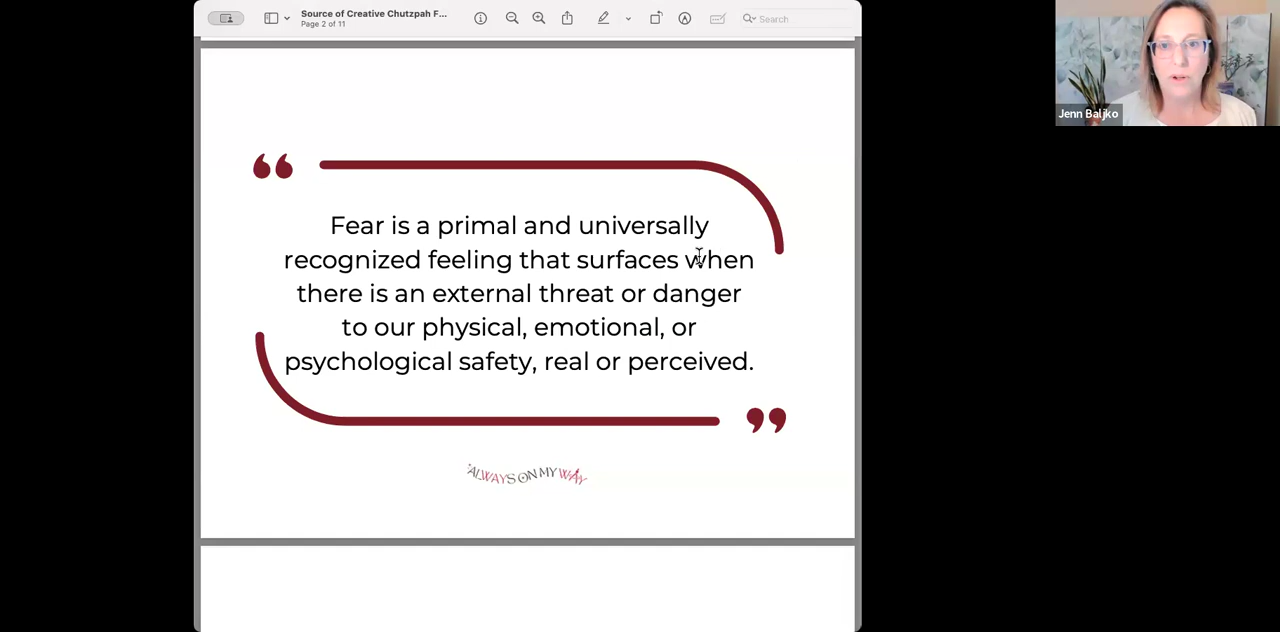 Source of Creative Chutzpah F...
Page 2 of 11
Search
Jenn Baljko
“
Fear is a primal and universally
recognized feeling that surfaces when
there is an external threat or danger
to our physical, emotional, or
psychological safety, real or perceived.
”
ALWAYS ON MY WAY